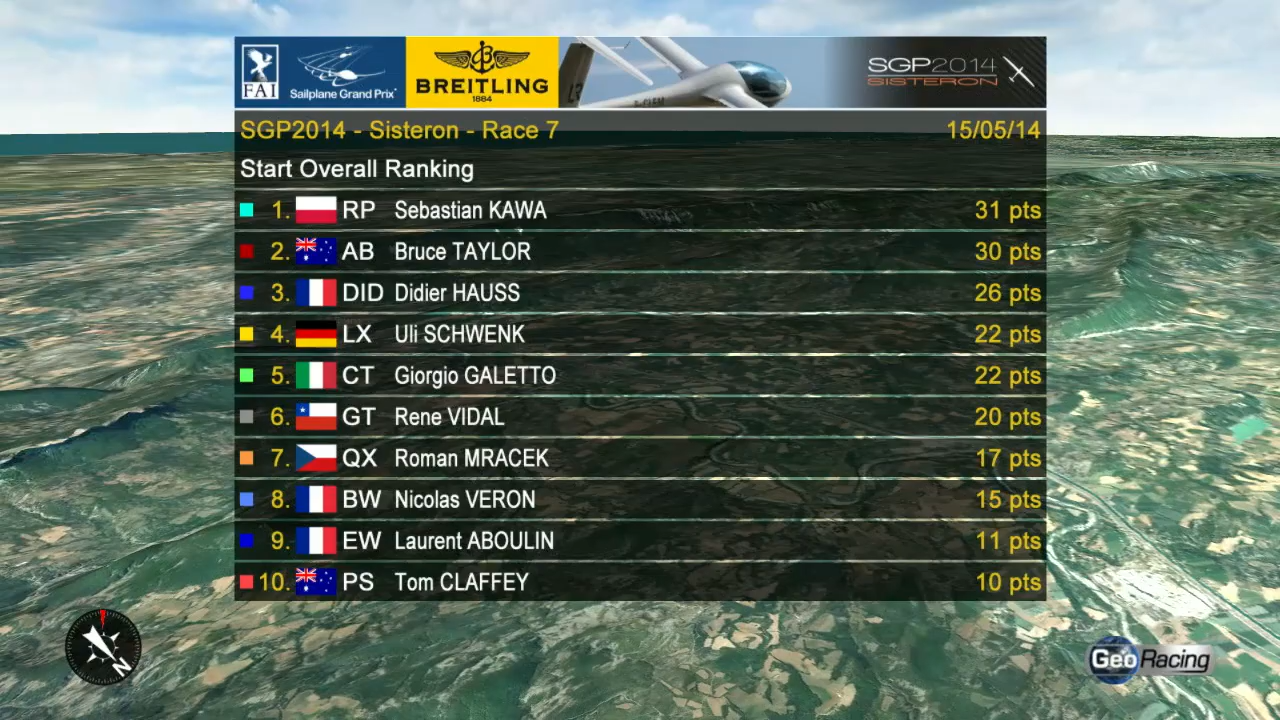 FAI
Sailplane Grand Prix
BREITLING
1884
SGP2014
SISTERON
SGP2014 - Sisteron - Race 7 15/05/14
Start Overall Ranking
1. RP Sebastian KAWA 31 pts
2. AB Bruce TAYLOR 30 pts
3. DID Didier HAUSS 26 pts
4. LX Uli SCHWENK 22 pts
5. CT Giorgio GALETTO 22 pts
6. GT Rene VIDAL 20 pts
7. QX Roman MRACEK 17 pts
8. BW Nicolas VERON 15 pts
9. EW Laurent ABOULIN 11 pts
10. PS Tom CLAFFEY 10 pts
N
GeoRacing